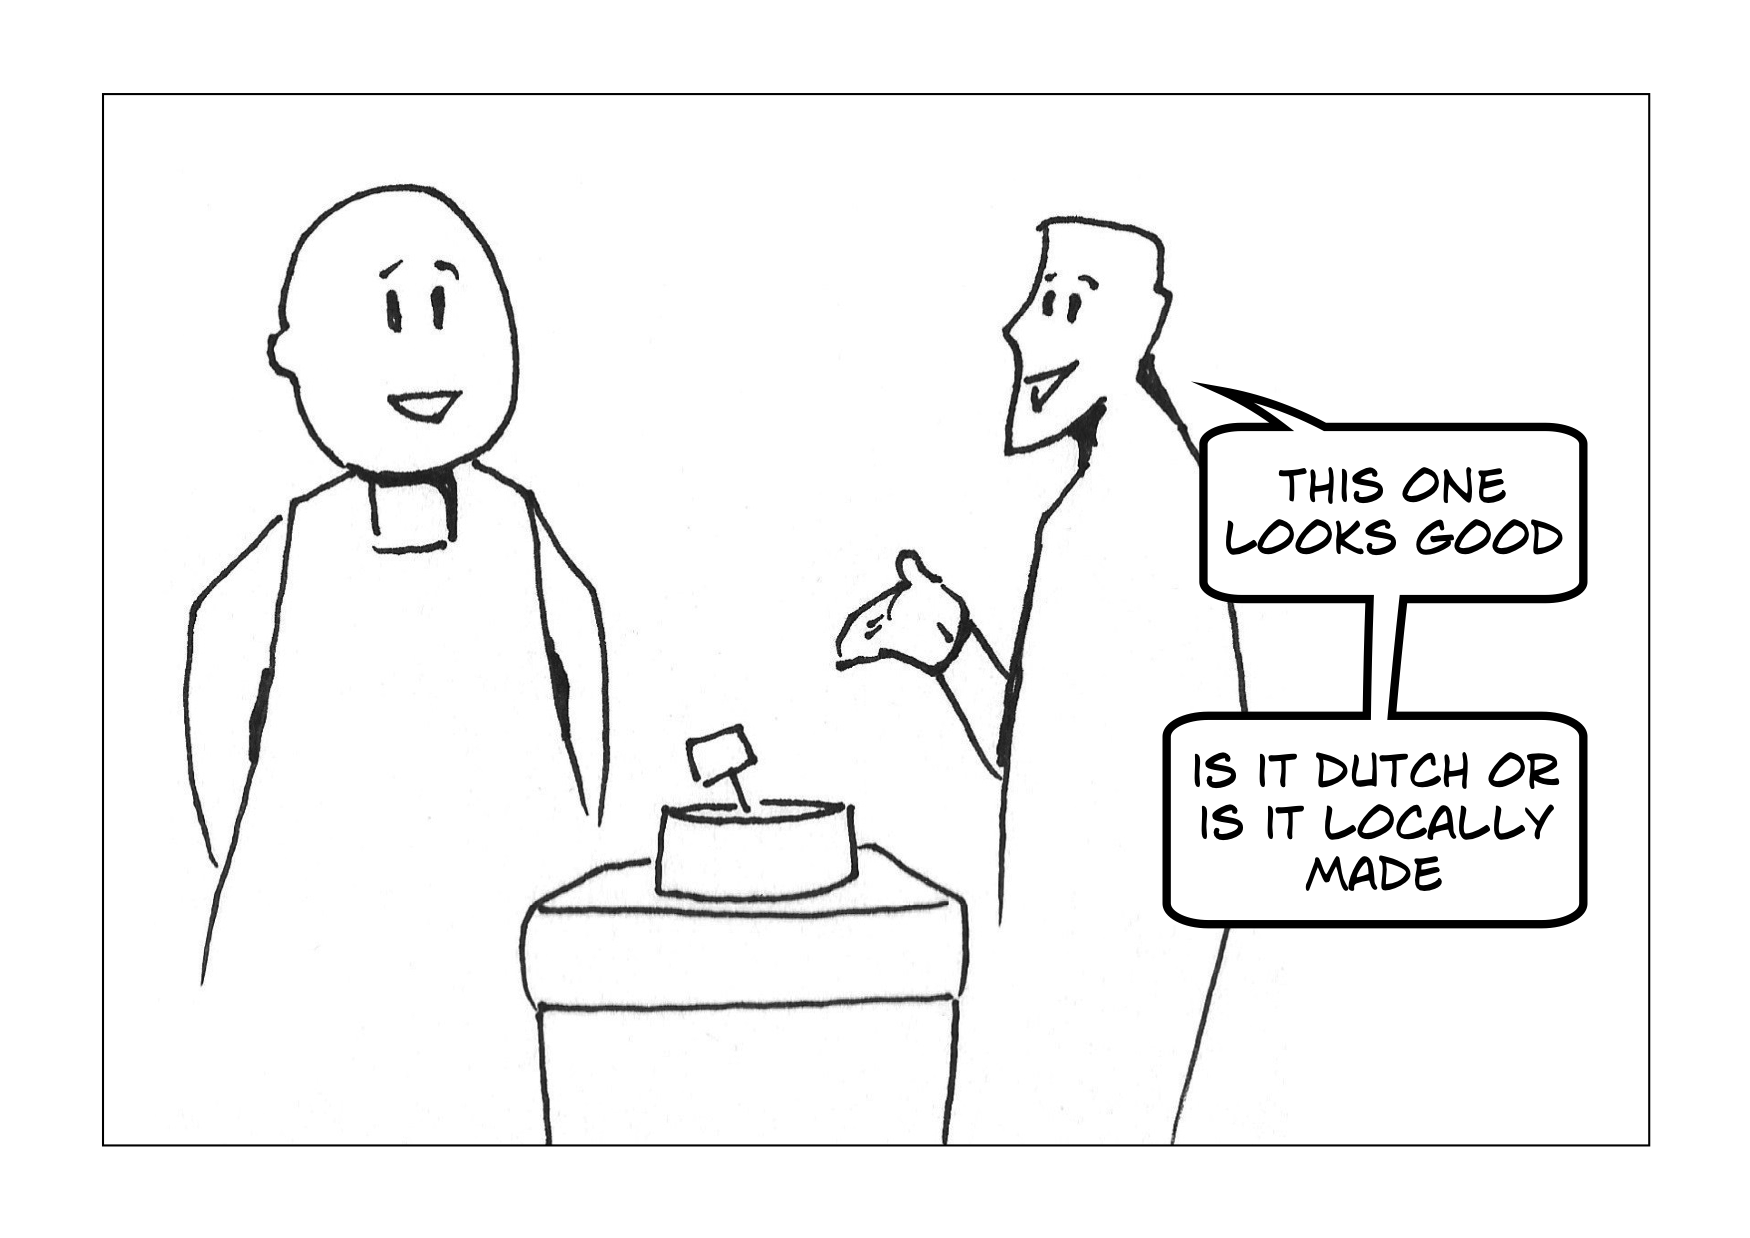 THIS ONE
LOOKS GOOD
IS IT DUTCH OR
IS IT LOCALLY
MADE